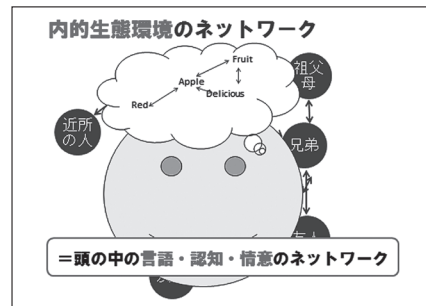 内的生態環境のネットワーク
Fruit
Apple
Delicious
Red
祖父
母
近所
の人
兄弟
＝頭の中の言語・認知・情意のネットワーク